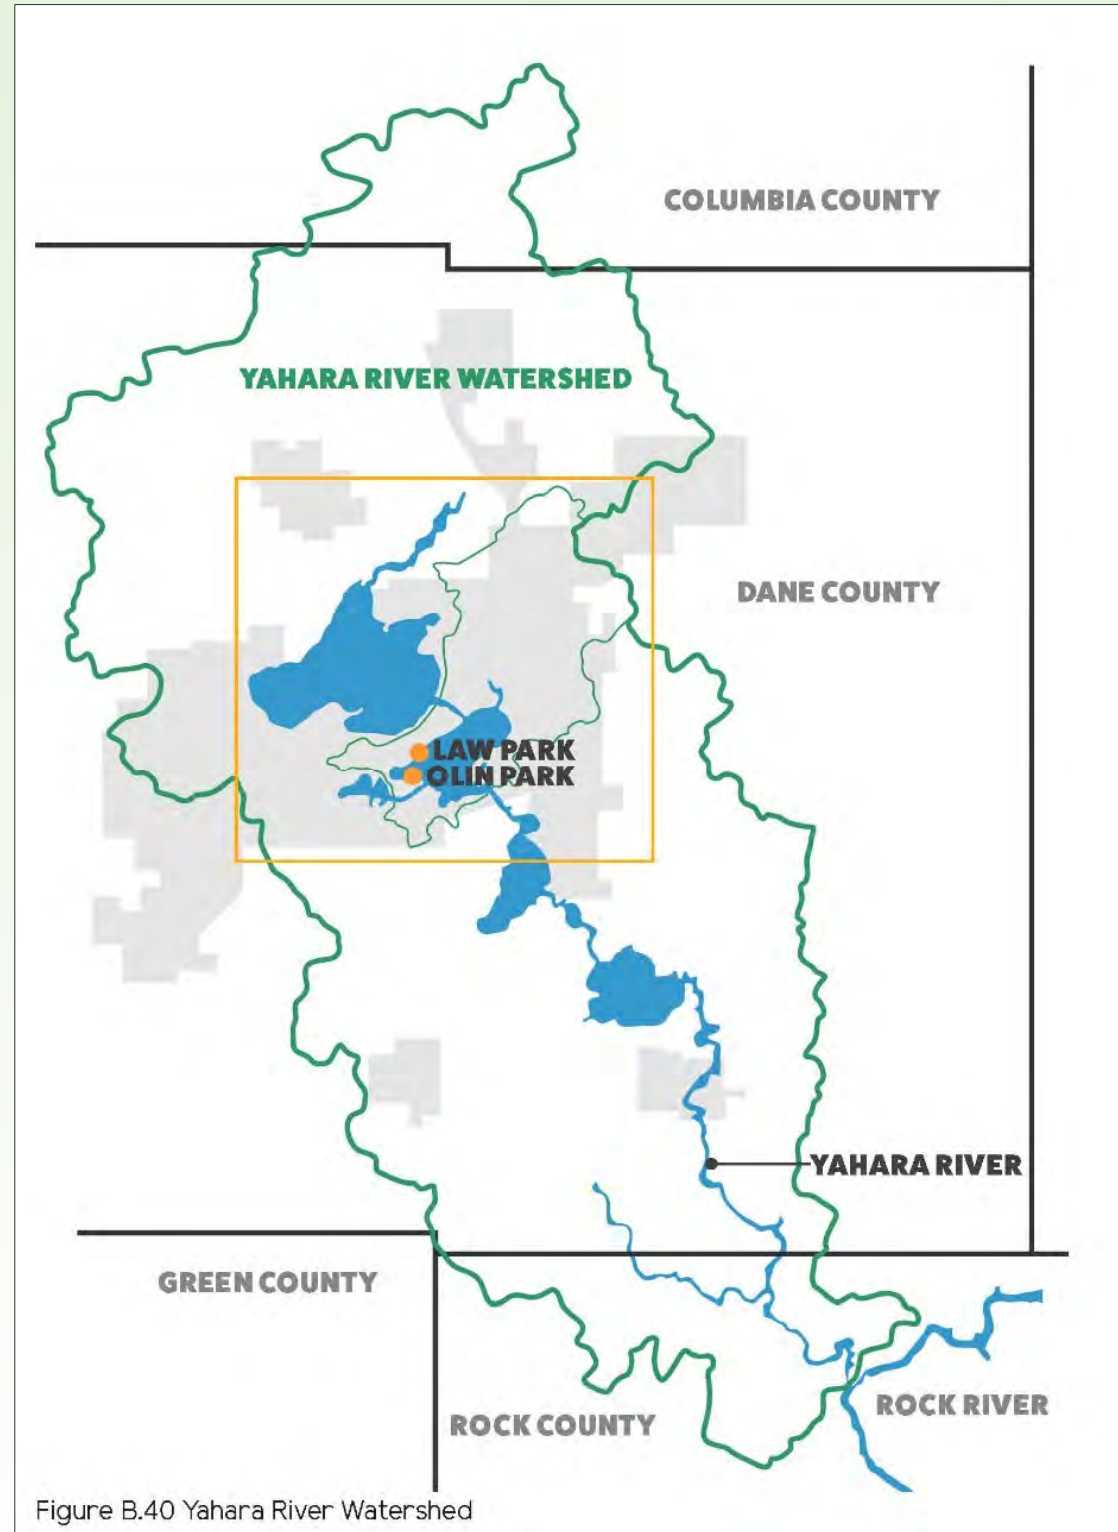 COLUMBIA COUNTY
YAHARA RIVER WATERSHED
DANE COUNTY
LAW PARK
OLIN PARK
YAHARA RIVER
GREEN COUNTY
ROCK COUNTY
ROCK RIVER
Figure B.40 Yahara River Watershed